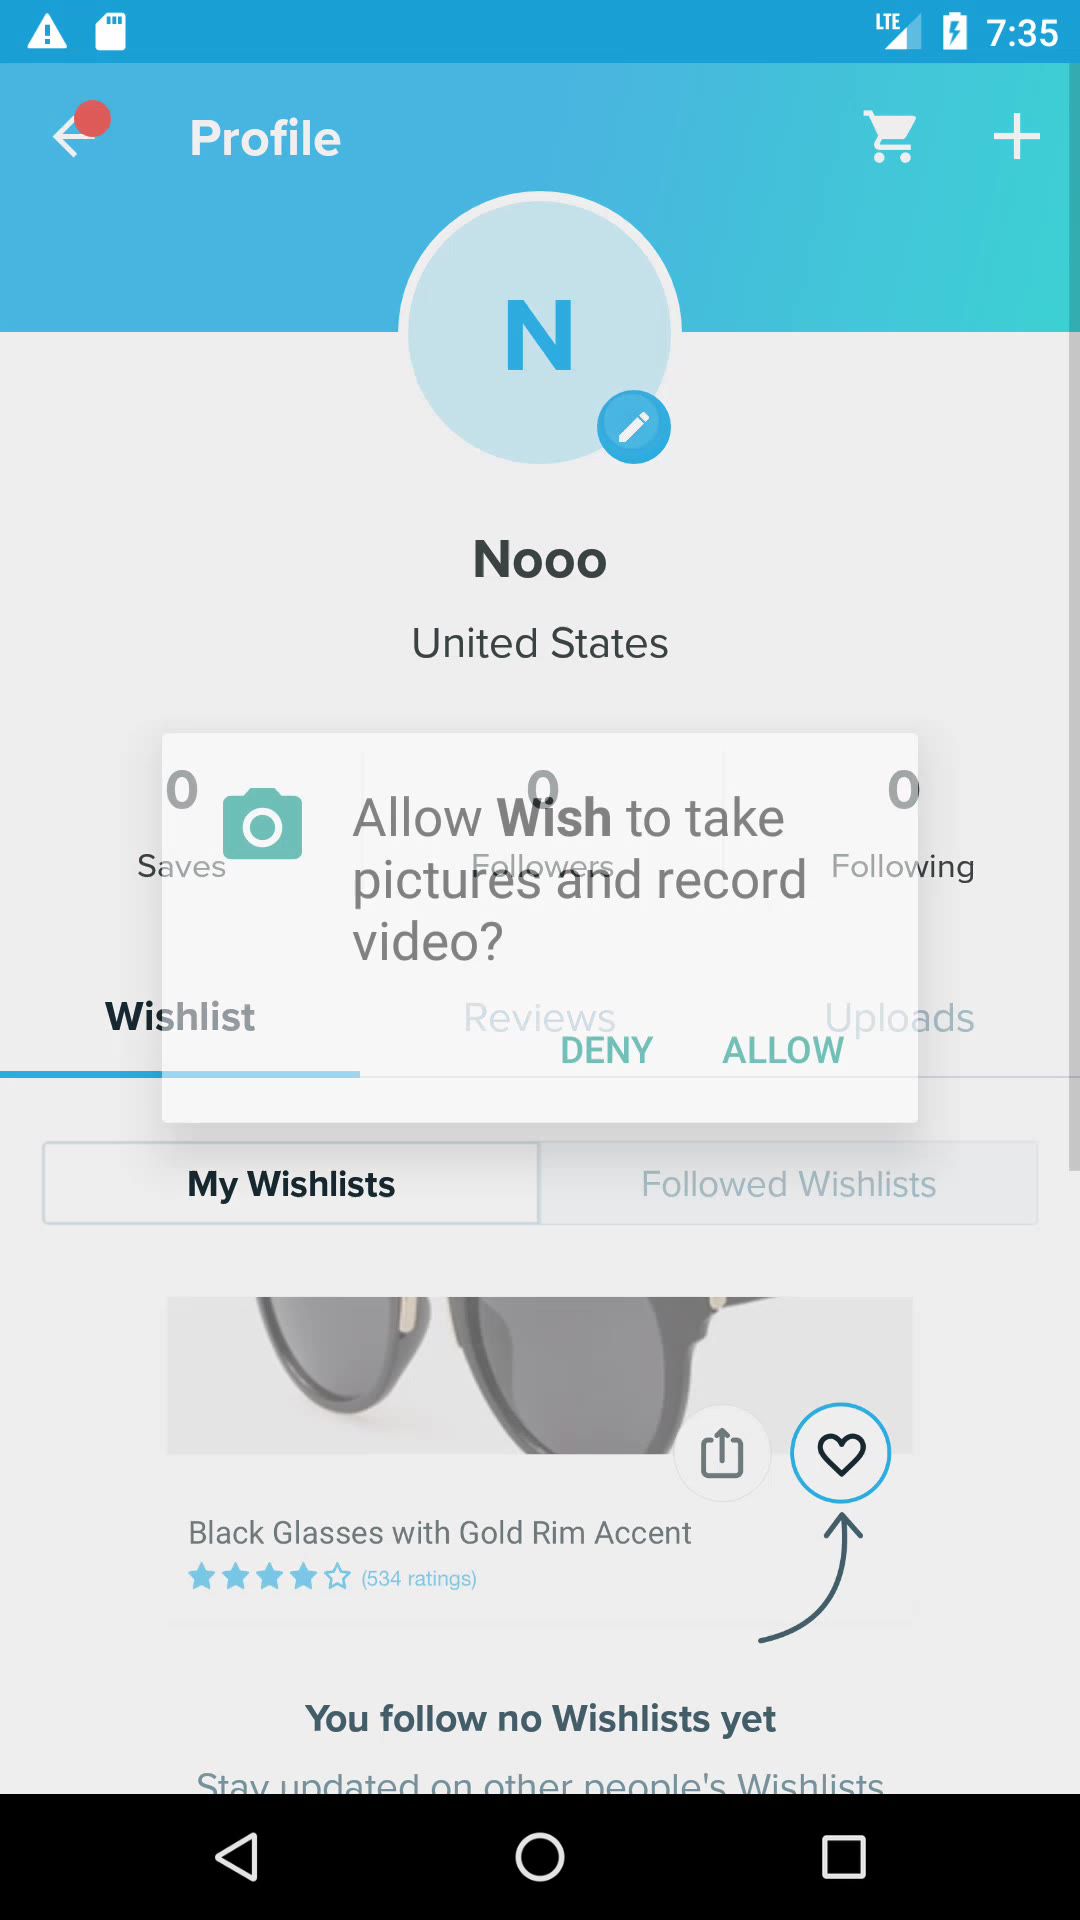 LTE 7:35
Profile
N
Nooo
United States
0 0 0
Saves Followers Following
Allow Wish to take
pictures and record
video?
Wishlist Reviews Uploads
DENY ALLOW
My Wishlists Followed Wishlists
Black Glasses with Gold Rim Accent
(534 ratings)
You follow no Wishlists yet
Stay updated on other people's Wishlists